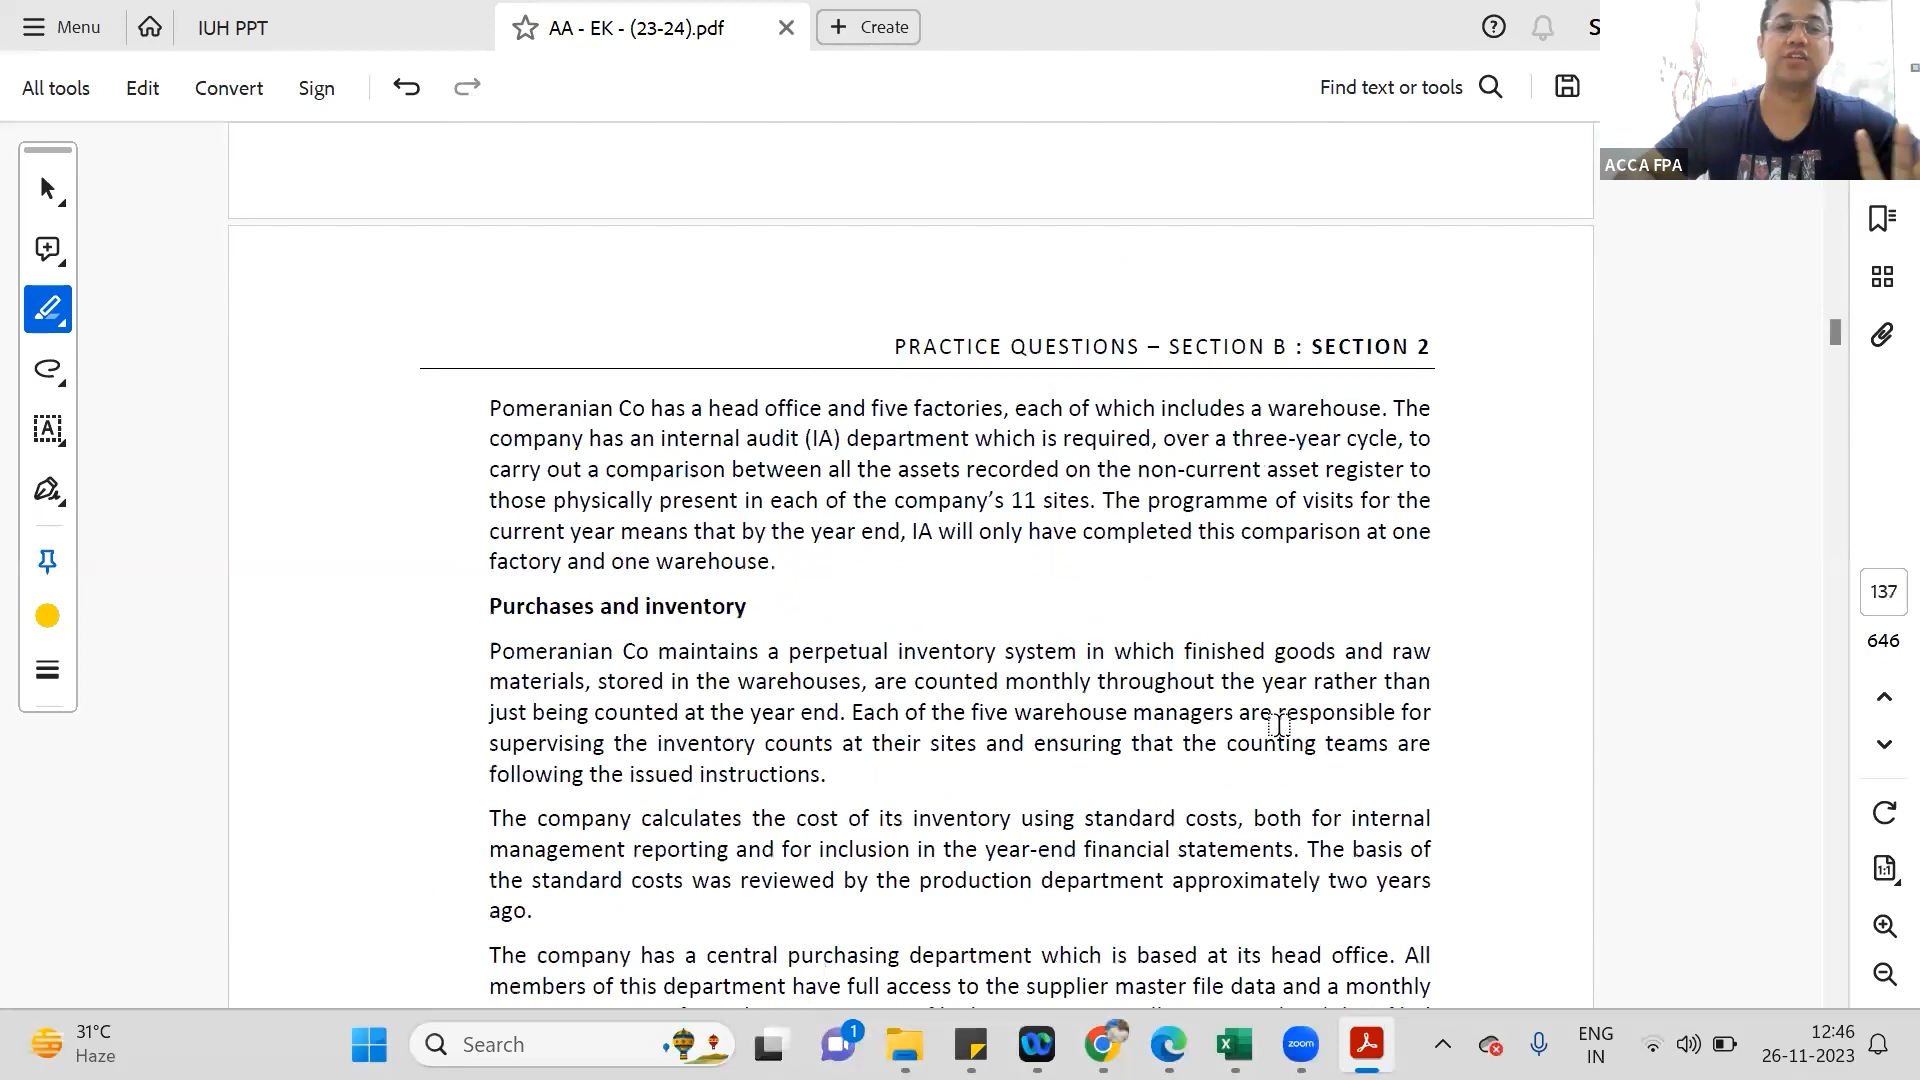 Menu
IUH PPT
AA - EK - (23-24).pdf
Create
S
All tools
Edit
Convert
Sign
Find text or tools
ACCA FPA
PRACTICE QUESTIONS – SECTION B : SECTION 2
Pomeranian Co has a head office and five factories, each of which includes a warehouse. The
company has an internal audit (IA) department which is required, over a three-year cycle, to
carry out a comparison between all the assets recorded on the non-current asset register to
those physically present in each of the company’s 11 sites. The programme of visits for the
current year means that by the year end, IA will only have completed this comparison at one
factory and one warehouse.
Purchases and inventory
Pomeranian Co maintains a perpetual inventory system in which finished goods and raw
materials, stored in the warehouses, are counted monthly throughout the year rather than
just being counted at the year end. Each of the five warehouse managers are responsible for
supervising the inventory counts at their sites and ensuring that the counting teams are
following the issued instructions.
The company calculates the cost of its inventory using standard costs, both for internal
management reporting and for inclusion in the year-end financial statements. The basis of
the standard costs was reviewed by the production department approximately two years
ago.
The company has a central purchasing department which is based at its head office. All
members of this department have full access to the supplier master file data and a monthly
137
646
1:1
31°C
Haze
Search
1
zoom
ENG
IN
12:46
26-11-2023